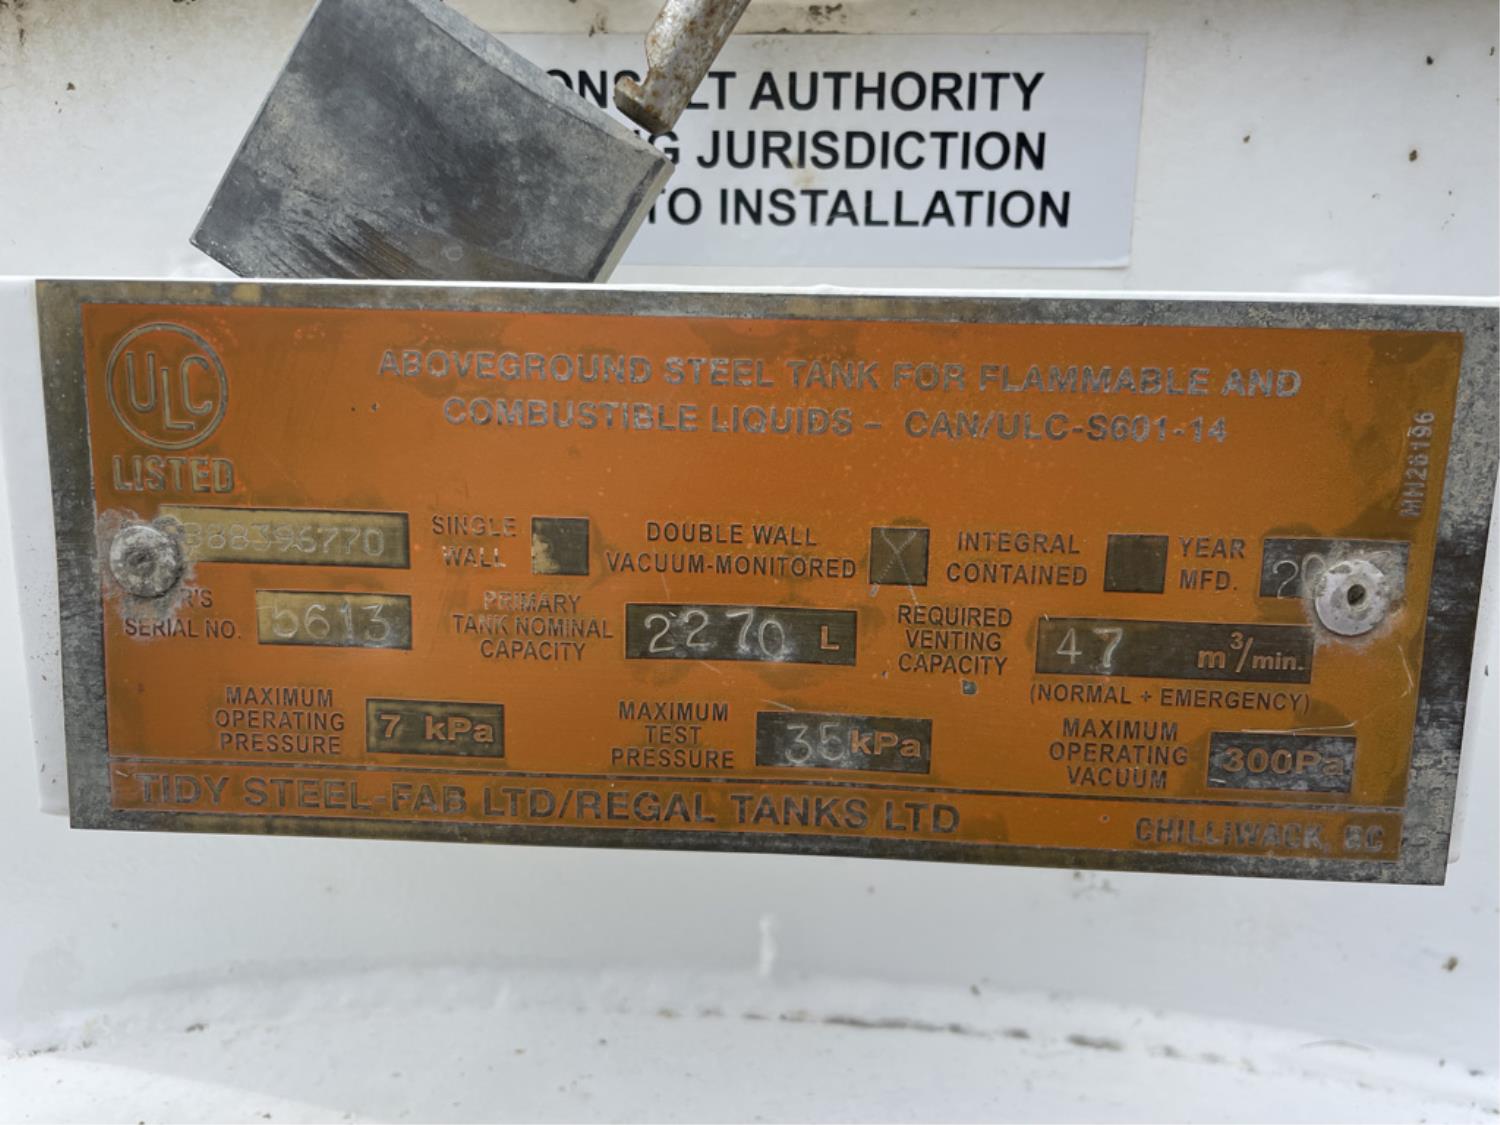 AUTHORITY
JURISDICTION
TO INSTALLATION
ULC
LISTED
ABOVEGROUND STEEL TANK FOR FLAMMABLE AND
COMBUSTIBLE LIQUIDS - CAN/ULC-S601-14
MN28196
SINGLE
WALL
DOUBLE WALL
VACUUM-MONITORED
X
INTEGRAL
CONTAINED
YEAR
MFD.
SERIAL NO.
5613
PRIMARY
TANK NOMINAL
CAPACITY
2270 L
REQUIRED
VENTING
CAPACITY
47 m³/min.
(NORMAL + EMERGENCY)
MAXIMUM
OPERATING
PRESSURE
7 kPa
MAXIMUM
TEST
PRESSURE
35 kPa
MAXIMUM
OPERATING
VACUUM
300Pa
TIDY STEEL-FAB LTD/REGAL TANKS LTD
CHILLIWACK, BC